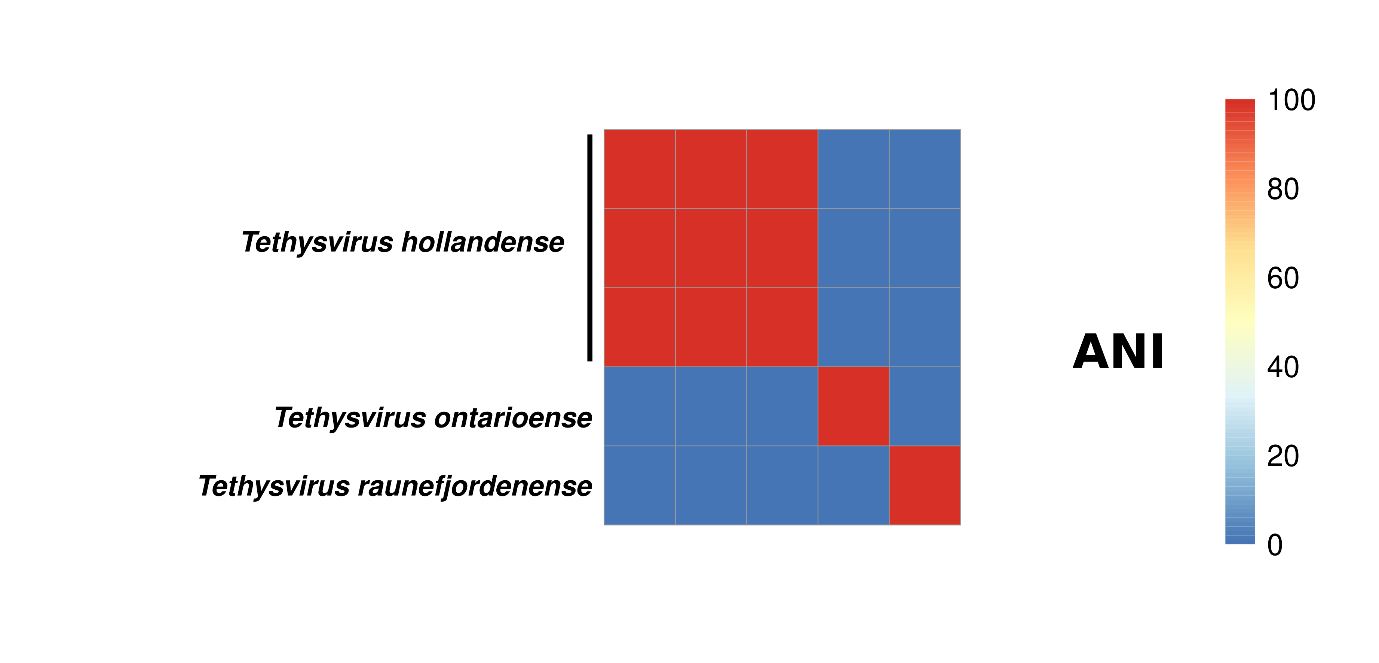 Tethysvirus hollandense
Tethysvirus ontarioense
Tethysvirus raunefjordenense
ANI
100
80
60
40
20
0